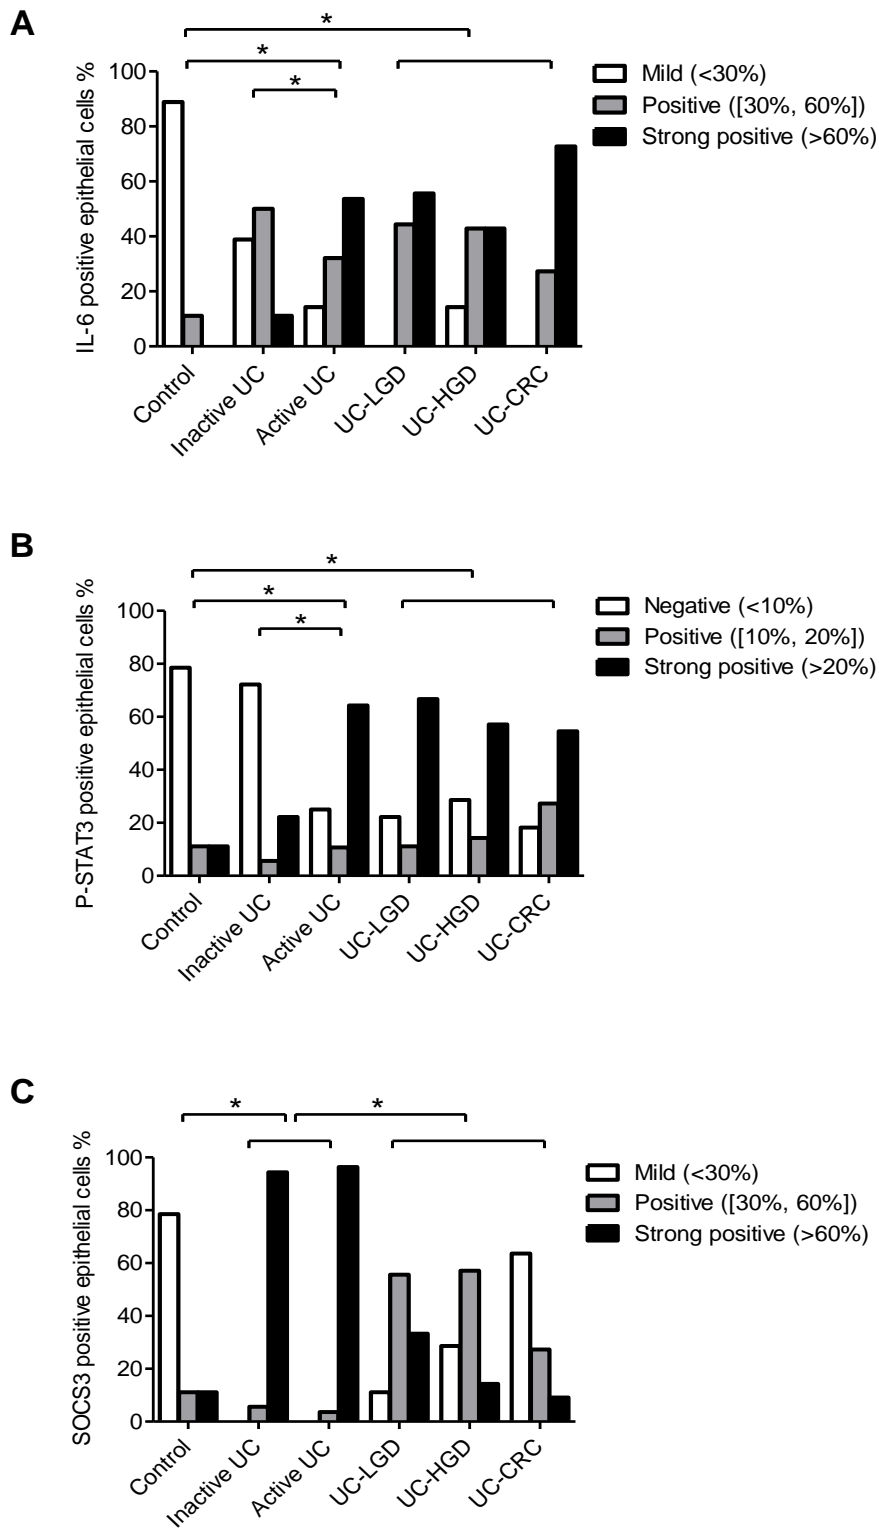 A
*
*
*
IL-6 positive epithelial cells %
100
80
60
40
20
0
Control
Inactive UC
Active UC
UC-LGD
UC-HGD
UC-CRC
Mild (<30%)
Positive ([30%, 60%])
Strong positive (>60%)
B
*
*
*
P-STAT3 positive epithelial cells %
100
80
60
40
20
0
Control
Inactive UC
Active UC
UC-LGD
UC-HGD
UC-CRC
Negative (<10%)
Positive ([10%, 20%])
Strong positive (>20%)
C
*
*
SOCS3 positive epithelial cells %
100
80
60
40
20
0
Control
Inactive UC
Active UC
UC-LGD
UC-HGD
UC-CRC
Mild (<30%)
Positive ([30%, 60%])
Strong positive (>60%)